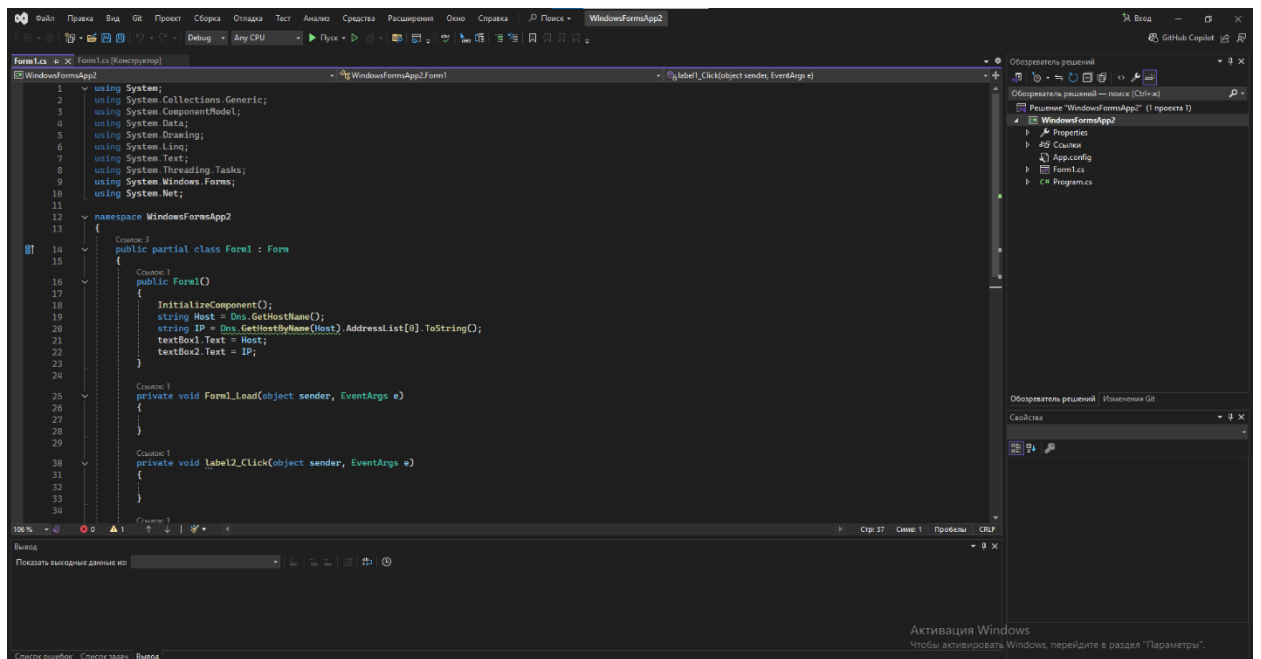 Файл Правка Вид Git Проект Сборка Отладка Тест Анализ Средства Расширения Окно Справка Поиск WindowsFormsApp2 Вход
Debug Any CPU Пуск GitHub Copilot
Form1.cs Form1.cs [Конструктор]
WindowsFormsApp2 WindowsFormsApp2.Form1 label1_Click(object sender, EventArgs e)
1 using System;
2 using System.Collections.Generic;
3 using System.ComponentModel;
4 using System.Data;
5 using System.Drawing;
6 using System.Linq;
7 using System.Text;
8 using System.Threading.Tasks;
9 using System.Windows.Forms;
10 using System.Net;
11
12 namespace WindowsFormsApp2
13 {
Ссылок: 3
14 public partial class Form1 : Form
15 {
Ссылок: 1
16 public Form1()
17 {
18 InitializeComponent();
19 string Host = Dns.GetHostName();
20 string IP = Dns.GetHostByName(Host).AddressList[0].ToString();
21 textBox1.Text = Host;
22 textBox2.Text = IP;
23 }
24
Ссылок: 1
25 private void Form1_Load(object sender, EventArgs e)
26 {
27
28 }
29
Ссылок: 1
30 private void label2_Click(object sender, EventArgs e)
31 {
32
33 }
34
Ссылок: 1
106 % 0 1 Стр: 37 Симв: 1 Пробелы CRLF
Вывод
Показать выходные данные из:
Список ошибок Список задач Вывод
Обозреватель решений
Обозреватель решений — поиск (Ctrl+ж)
Решение "WindowsFormsApp2" (1 проекта 1)
WindowsFormsApp2
Properties
Ссылки
App.config
Form1.cs
C# Program.cs
Обозреватель решений Изменения Git
Свойства
Активация Windows
Чтобы активировать Windows, перейдите в раздел "Параметры".